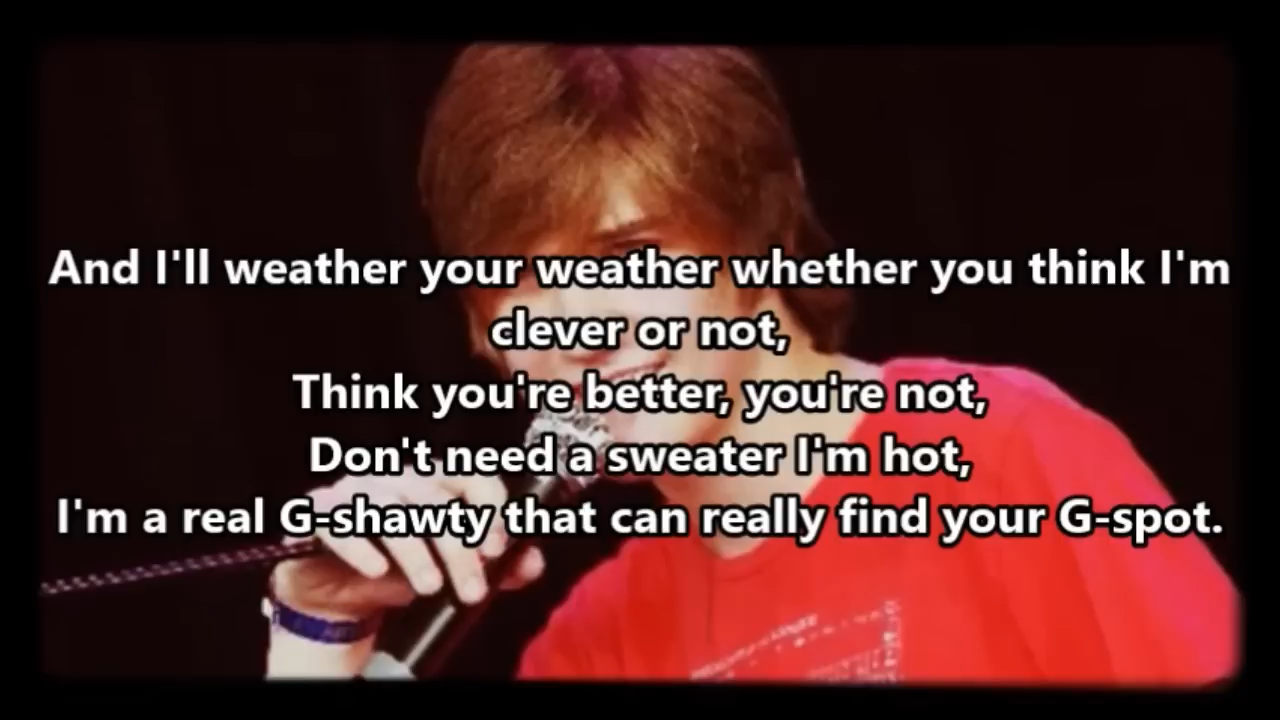 And I'll weather your weather whether you think I'm
clever or not,
Think you're better, you're not,
Don't need a sweater I'm hot,
I'm a real G-shawty that can really find your G-spot.